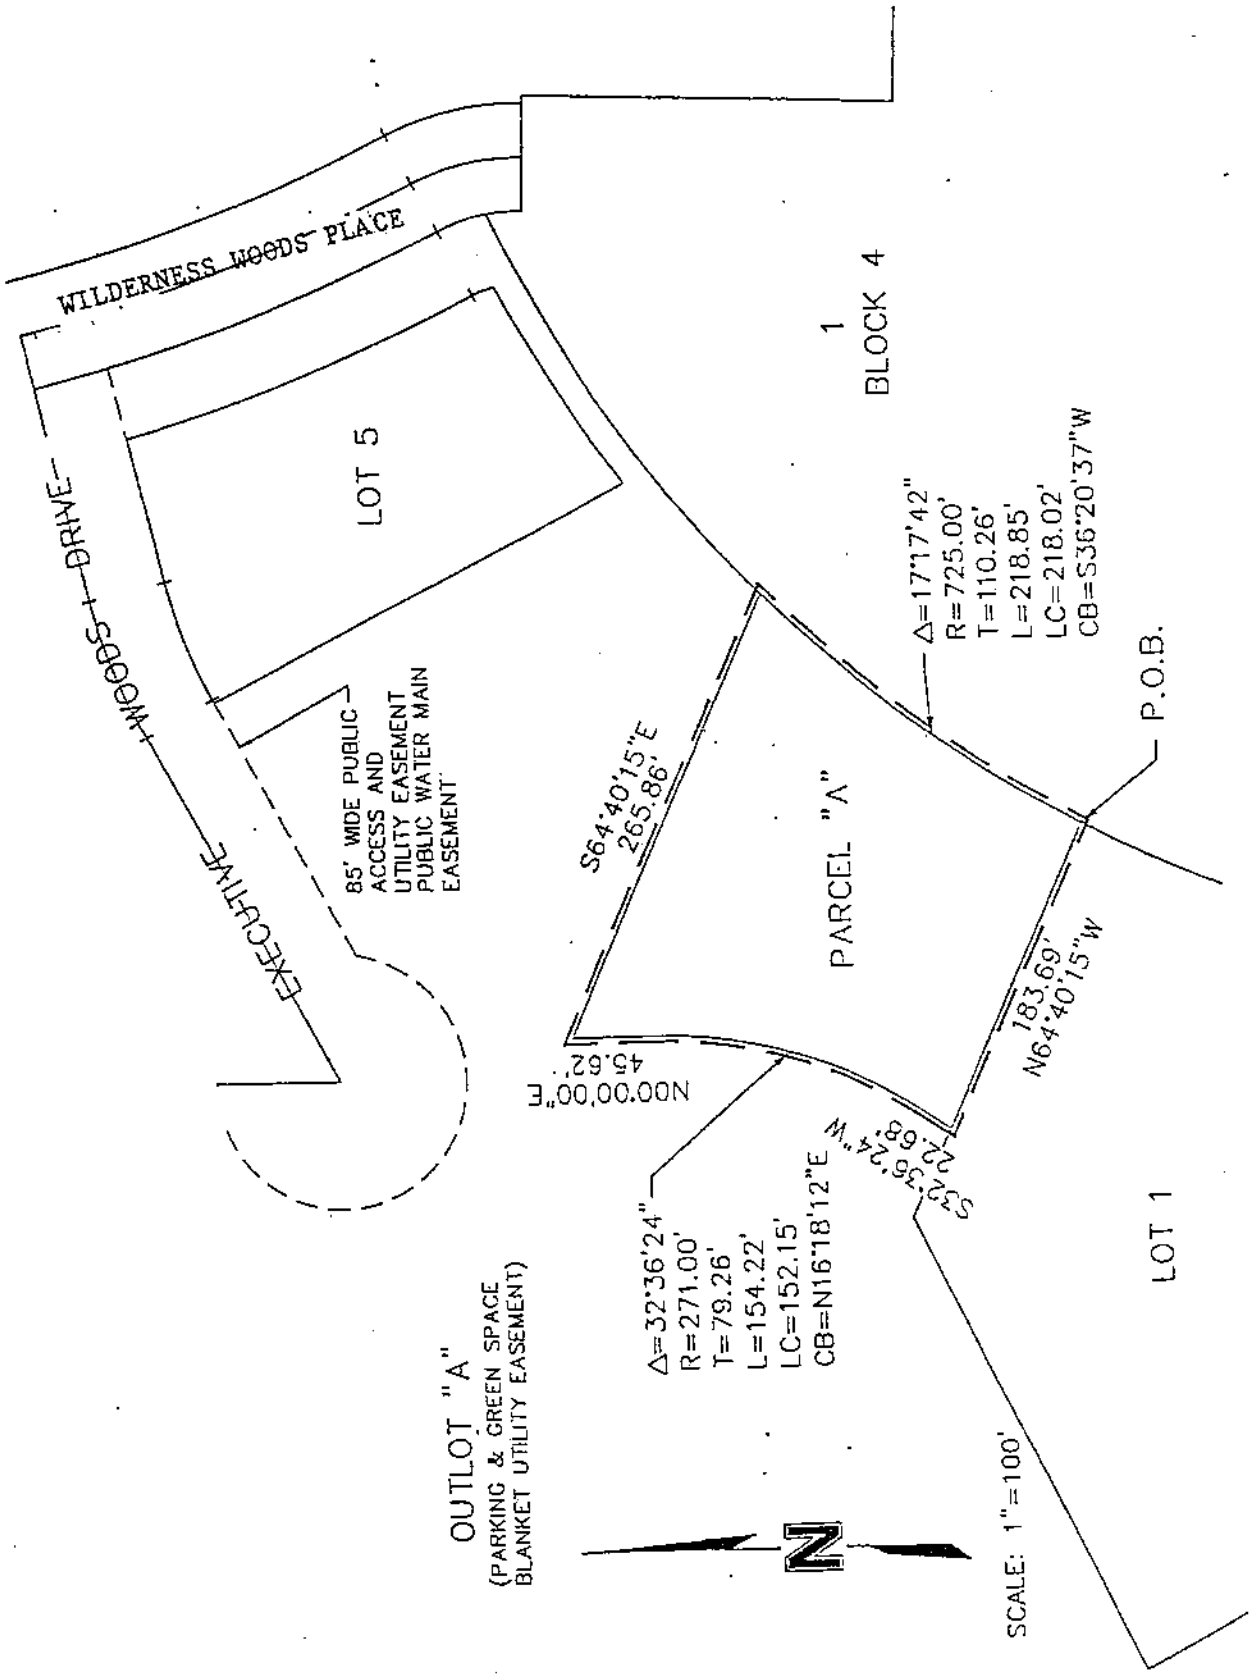 WILDERNESS WOODS PLACE
EXECUTIVE WOODS DRIVE
LOT 5
85' WIDE PUBLIC
ACCESS AND
UTILITY EASEMENT
PUBLIC WATER MAIN
EASEMENT
1
BLOCK 4
S64°40'15"E
265.86'
PARCEL "A"
N00°00'00"E
45.62'
Δ=17°17'42"
R=725.00'
T=110.26'
L=218.85'
LC=218.02'
CB=S36°20'37"W
P.O.B.
183.69'
N64°40'15"W
S32°36'24"W
22.68'
Δ=32°36'24"
R=271.00'
T=79.26'
L=154.22'
LC=152.15'
CB=N16°18'12"E
OUTLOT "A"
(PARKING & GREEN SPACE
BLANKET UTILITY EASEMENT)
LOT 1
N
SCALE: 1"=100'